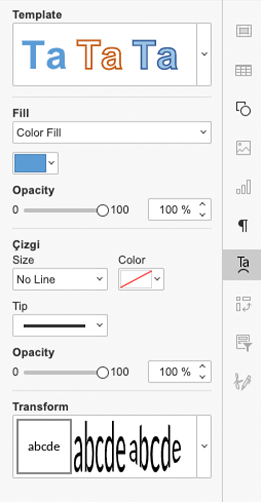 Template
Ta Ta Ta
Fill
Color Fill
Opacity
0 100 100 %
Çizgi
Size Color
No Line
Tip
Opacity
0 100 100 %
Transform
abcde abcde abcde
¶
Ta